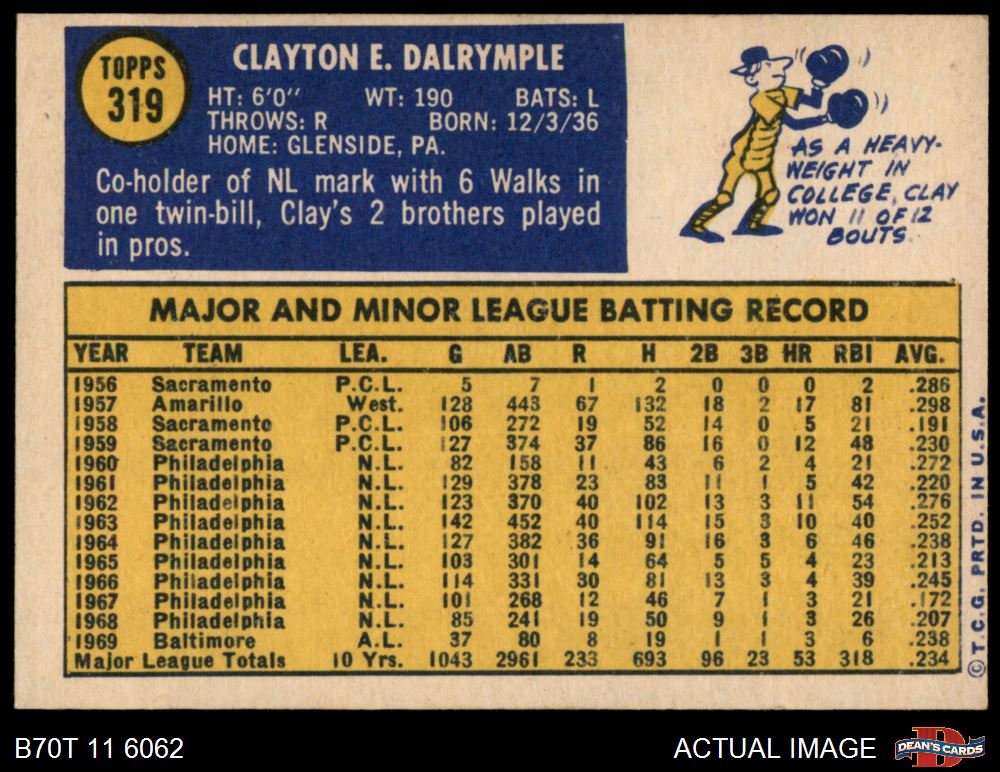 TOPPS
319
CLAYTON E. DALRYMPLE
HT: 6'0" WT: 190 BATS: L
THROWS: R BORN: 12/3/36
HOME: GLENSIDE, PA.
Co-holder of NL mark with 6 Walks in
one twin-bill, Clay's 2 brothers played
in pros.
AS A HEAVY-
WEIGHT IN
COLLEGE, CLAY
WON 11 OF 12
BOUTS.
MAJOR AND MINOR LEAGUE BATTING RECORD
YEAR TEAM LEA. G AB R H 2B 3B HR RBI AVG.
1956 Sacramento P.C.L. 5 7 1 2 0 0 0 2 .286
1957 Amarillo West. 128 443 67 132 18 2 17 81 .298
1958 Sacramento P.C.L. 106 272 19 52 14 0 5 21 .191
1959 Sacramento P.C.L. 127 374 37 86 16 0 12 48 .230
1960 Philadelphia N.L. 82 158 11 43 6 2 4 21 .272
1961 Philadelphia N.L. 129 378 23 83 11 1 5 42 .220
1962 Philadelphia N.L. 123 370 40 102 13 3 11 54 .276
1963 Philadelphia N.L. 142 452 40 114 15 3 10 40 .252
1964 Philadelphia N.L. 127 382 36 91 16 3 6 46 .238
1965 Philadelphia N.L. 103 301 14 64 5 5 4 23 .213
1966 Philadelphia N.L. 114 331 30 81 13 3 4 39 .245
1967 Philadelphia N.L. 101 268 12 46 7 1 3 21 .172
1968 Philadelphia N.L. 85 241 19 50 9 1 3 26 .207
1969 Baltimore A.L. 37 80 8 19 1 1 3 6 .238
Major League Totals 10 Yrs. 1043 2961 233 693 96 23 53 318 .234
© T.C.G. PRTD. IN U.S.A.
B70T 11 6062
ACTUAL IMAGE
D
DEAN'S CARDS